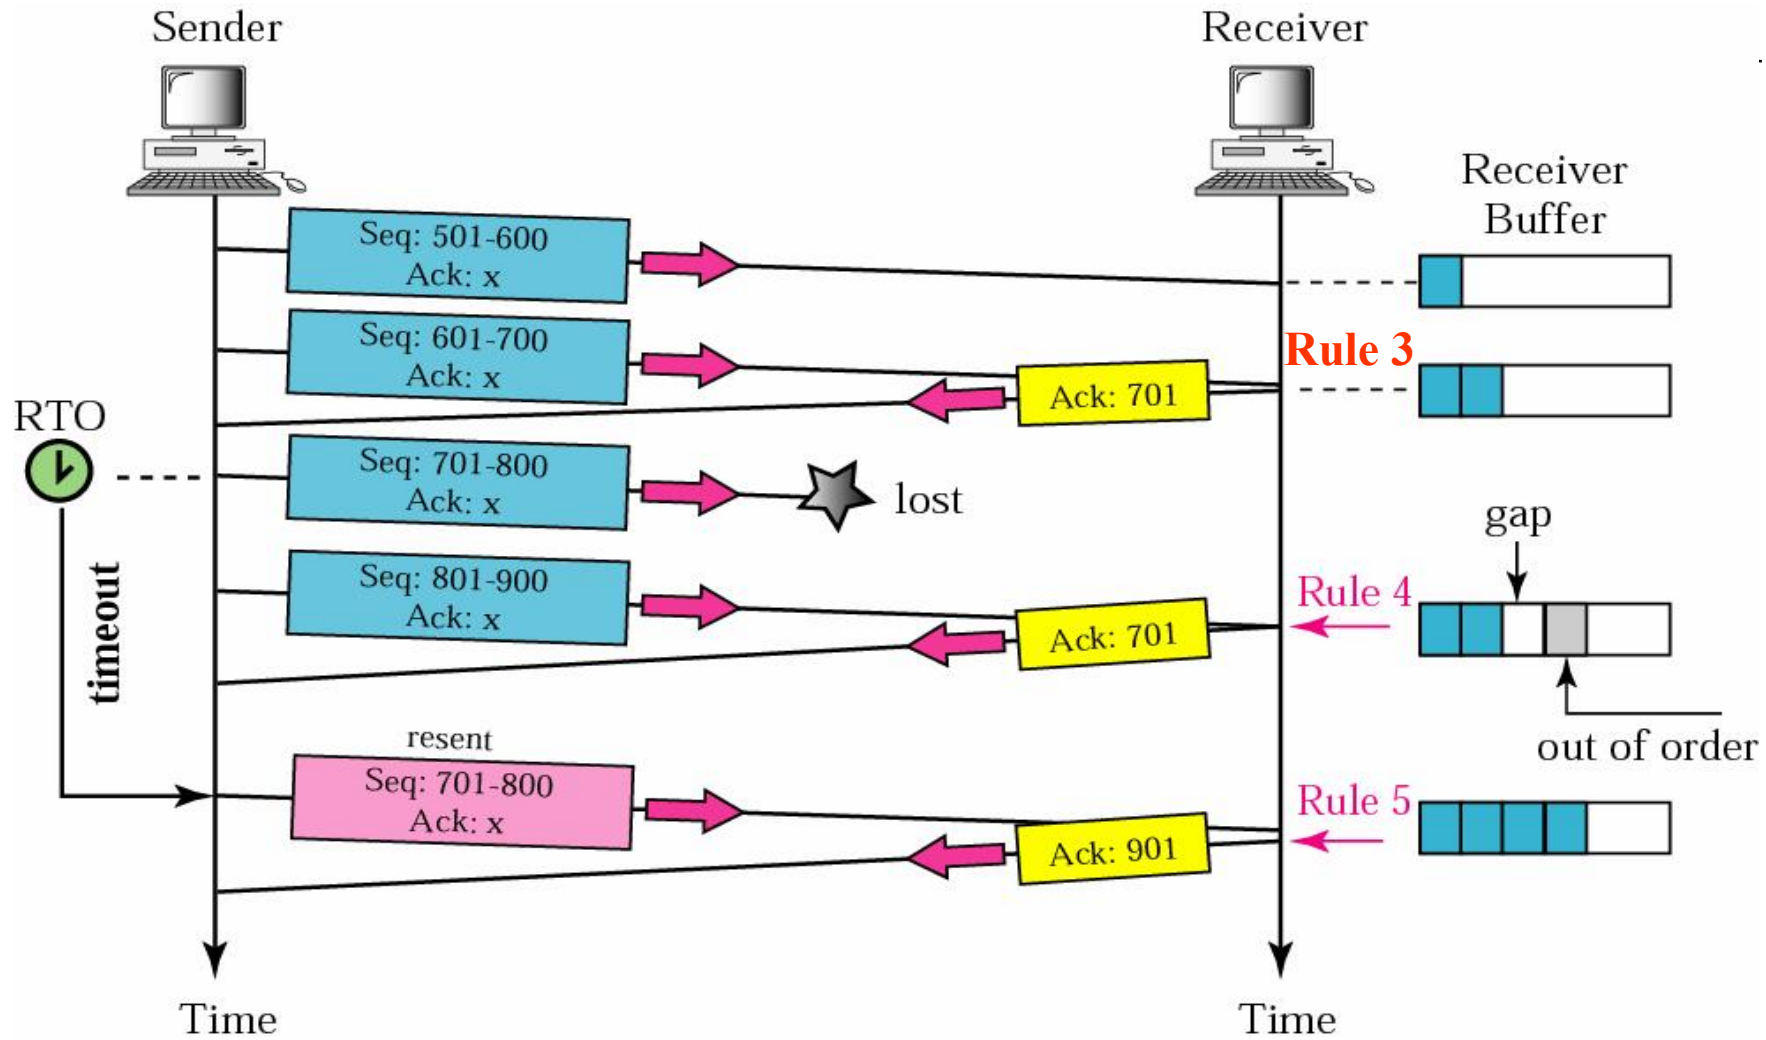 Sender
Receiver
Receiver
Buffer
Seq: 501-600
Ack: x
Seq: 601-700
Ack: x
Rule 3
Ack: 701
RTO
Seq: 701-800
Ack: x
lost
gap
timeout
Seq: 801-900
Ack: x
Rule 4
Ack: 701
out of order
resent
Seq: 701-800
Ack: x
Rule 5
Ack: 901
Time
Time